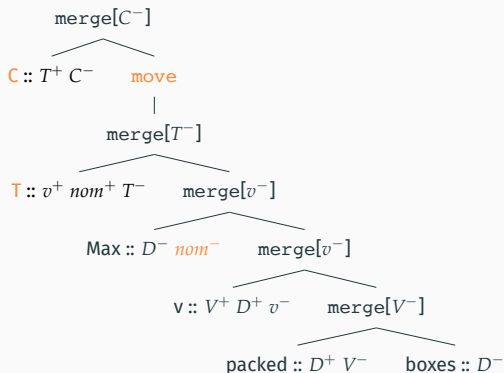 merge[C⁻]
C :: T⁺ C⁻ move
merge[T⁻]
T :: v⁺ nom⁺ T⁻ merge[v⁻]
Max :: D⁻ nom⁻ merge[v⁻]
v :: V⁺ D⁺ v⁻ merge[V⁻]
packed :: D⁺ V⁻ boxes :: D⁻